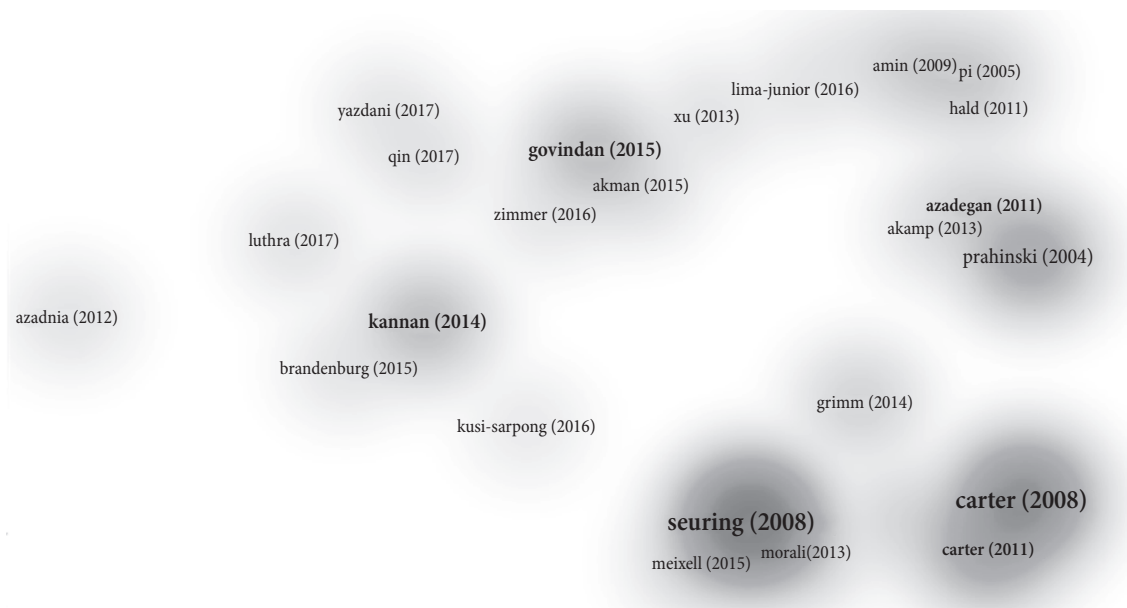 amin (2009)
pi (2005)
lima-junior (2016)
hald (2011)
yazdani (2017)
xu (2013)
govindan (2015)
qin (2017)
akman (2015)
azadegan (2011)
zimmer (2016)
akamp (2013)
luthra (2017)
prahinski (2004)
azadnia (2012)
kannan (2014)
brandenburg (2015)
grimm (2014)
kusi-sarpong (2016)
carter (2008)
seuring (2008)
carter (2011)
morali(2013)
meixell (2015)